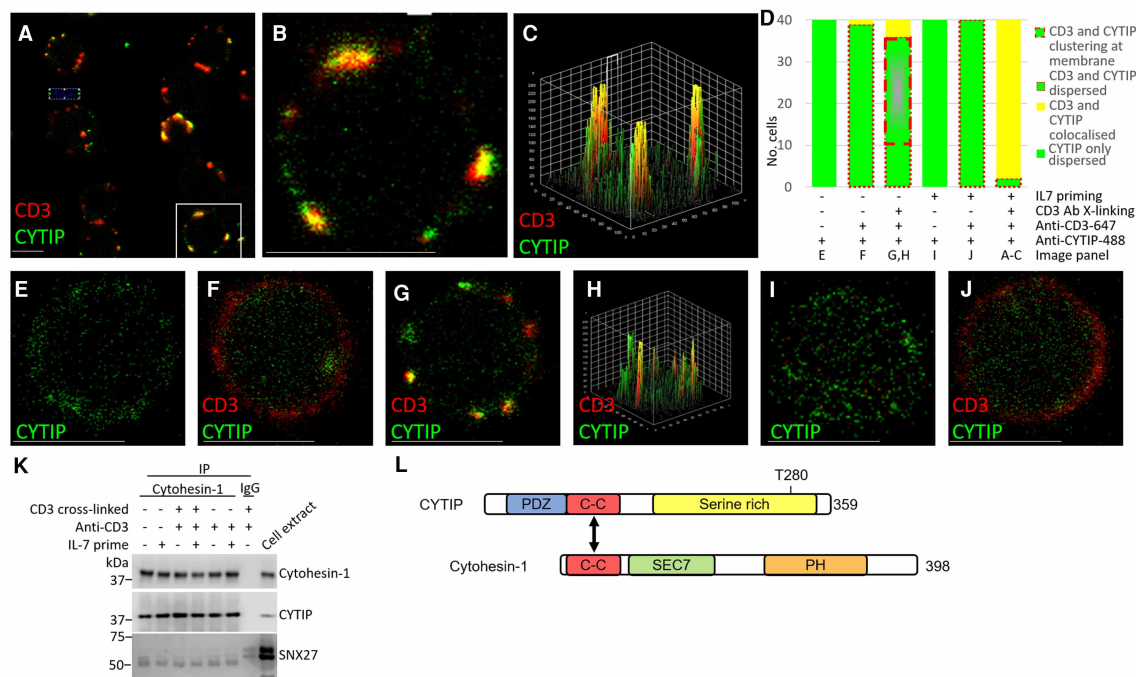 A
CD3
CYTIP
B
C
CD3
CYTIP
D
No. cells
40
30
20
10
0
CD3 and CYTIP
clustering at
membrane
CD3 and CYTIP
dispersed
CD3 and
CYTIP
colocalised
CYTIP only
dispersed
- - - + + + IL7 priming
- - + - - + CD3 Ab X-linking
- + + - + + Anti-CD3-647
+ + + + + + Anti-CYTIP-488
E F G,H I J A-C Image panel
E
CYTIP
F
CD3
CYTIP
G
CD3
CYTIP
H
CD3
CYTIP
I
CYTIP
J
CD3
CYTIP
K
IP
Cytohesin-1 IgG
CD3 cross-linked - - + + - - +
Anti-CD3 - - + + + + +
IL-7 prime - + - + - +
Cell extract
kDa
37 Cytohesin-1
37 CYTIP
75
50 SNX27
L
T280
CYTIP PDZ C-C Serine rich 359
Cytohesin-1 C-C SEC7 PH 398